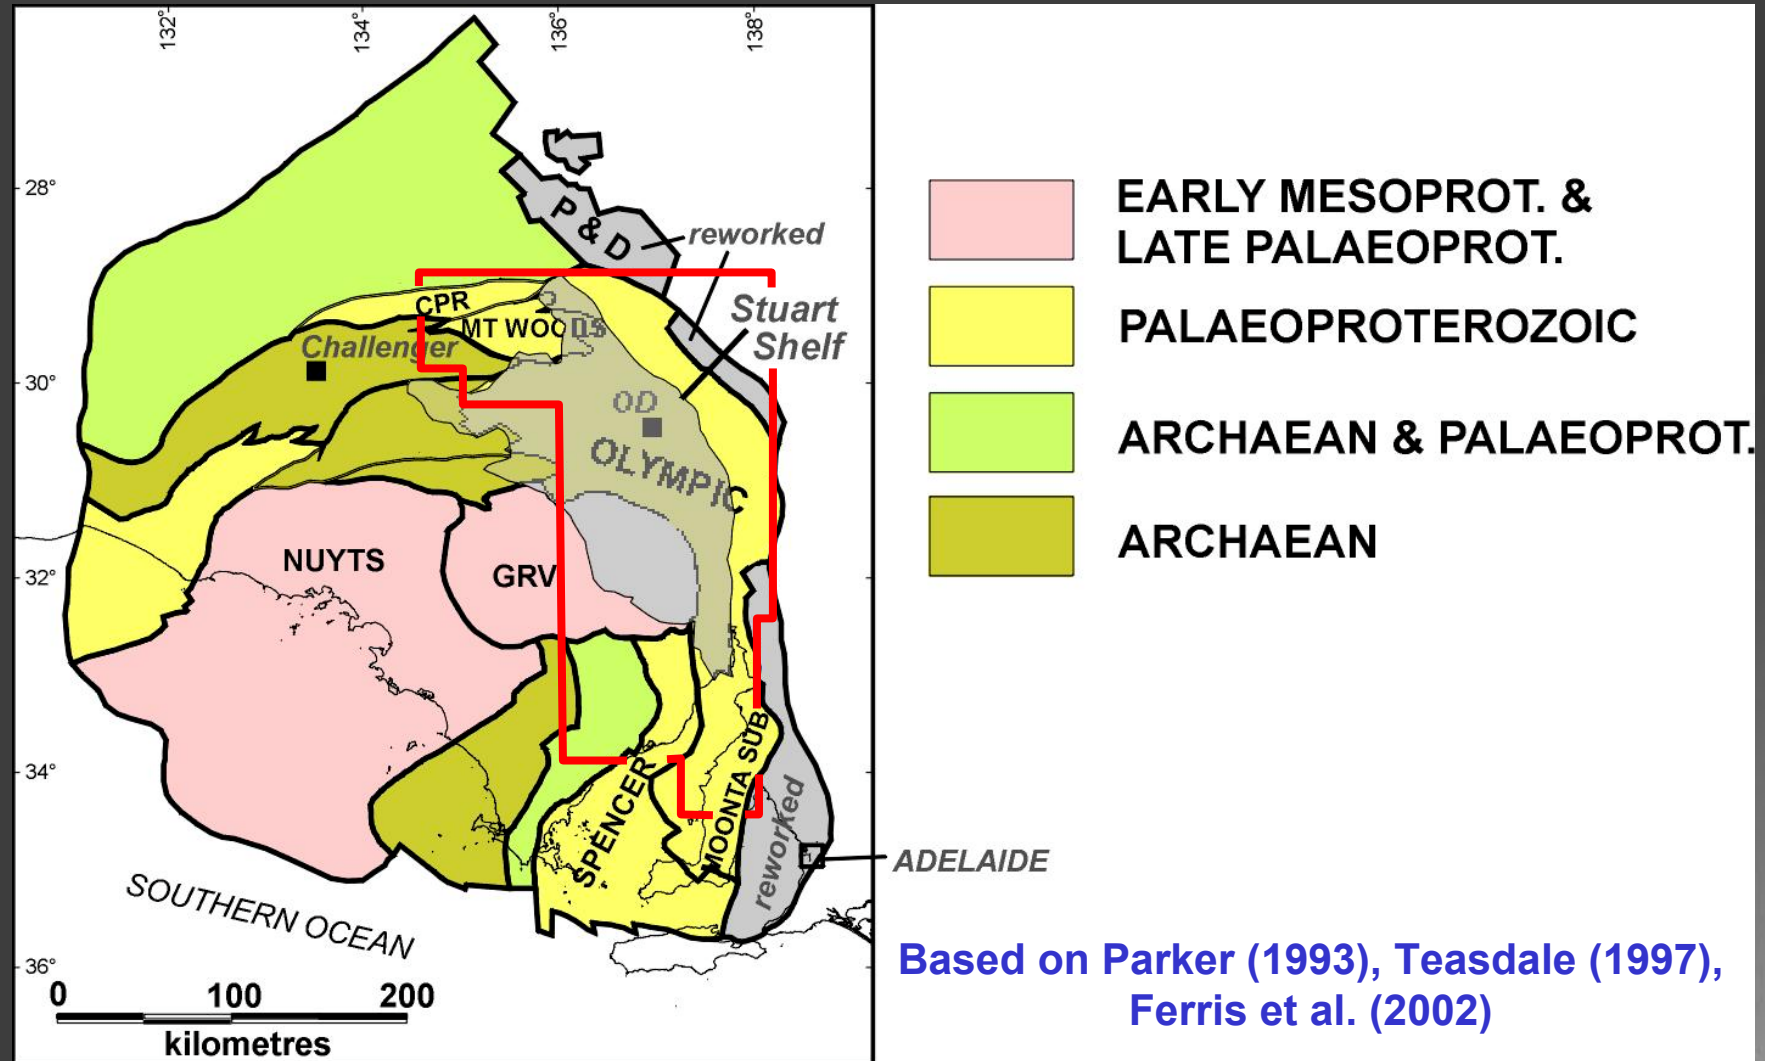 132°
134°
136°
138°
28°
30°
32°
34°
36°
P & D
reworked
CPR
MT WOODS
Stuart
Shelf
Challenger
OD
OLYMPIC
NUYTS
GRV
SPENCER
MOONTA SUB
reworked
ADELAIDE
SOUTHERN OCEAN
0 100 200
kilometres
EARLY MESOPROT. &
LATE PALAEOPROT.
PALAEOPROTEROZOIC
ARCHAEAN & PALAEOPROT.
ARCHAEAN
Based on Parker (1993), Teasdale (1997),
Ferris et al. (2002)